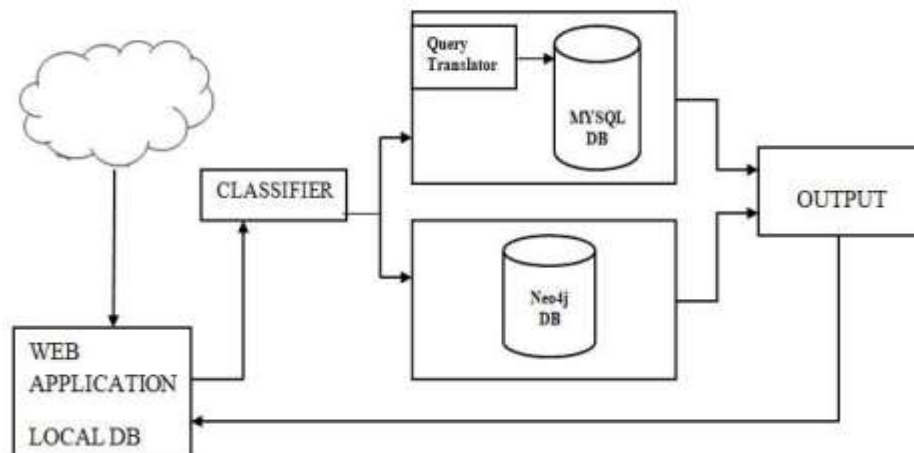 Query
Translator
MYSQL
DB
CLASSIFIER
OUTPUT
Neo4j
DB
WEB
APPLICATION
LOCAL DB